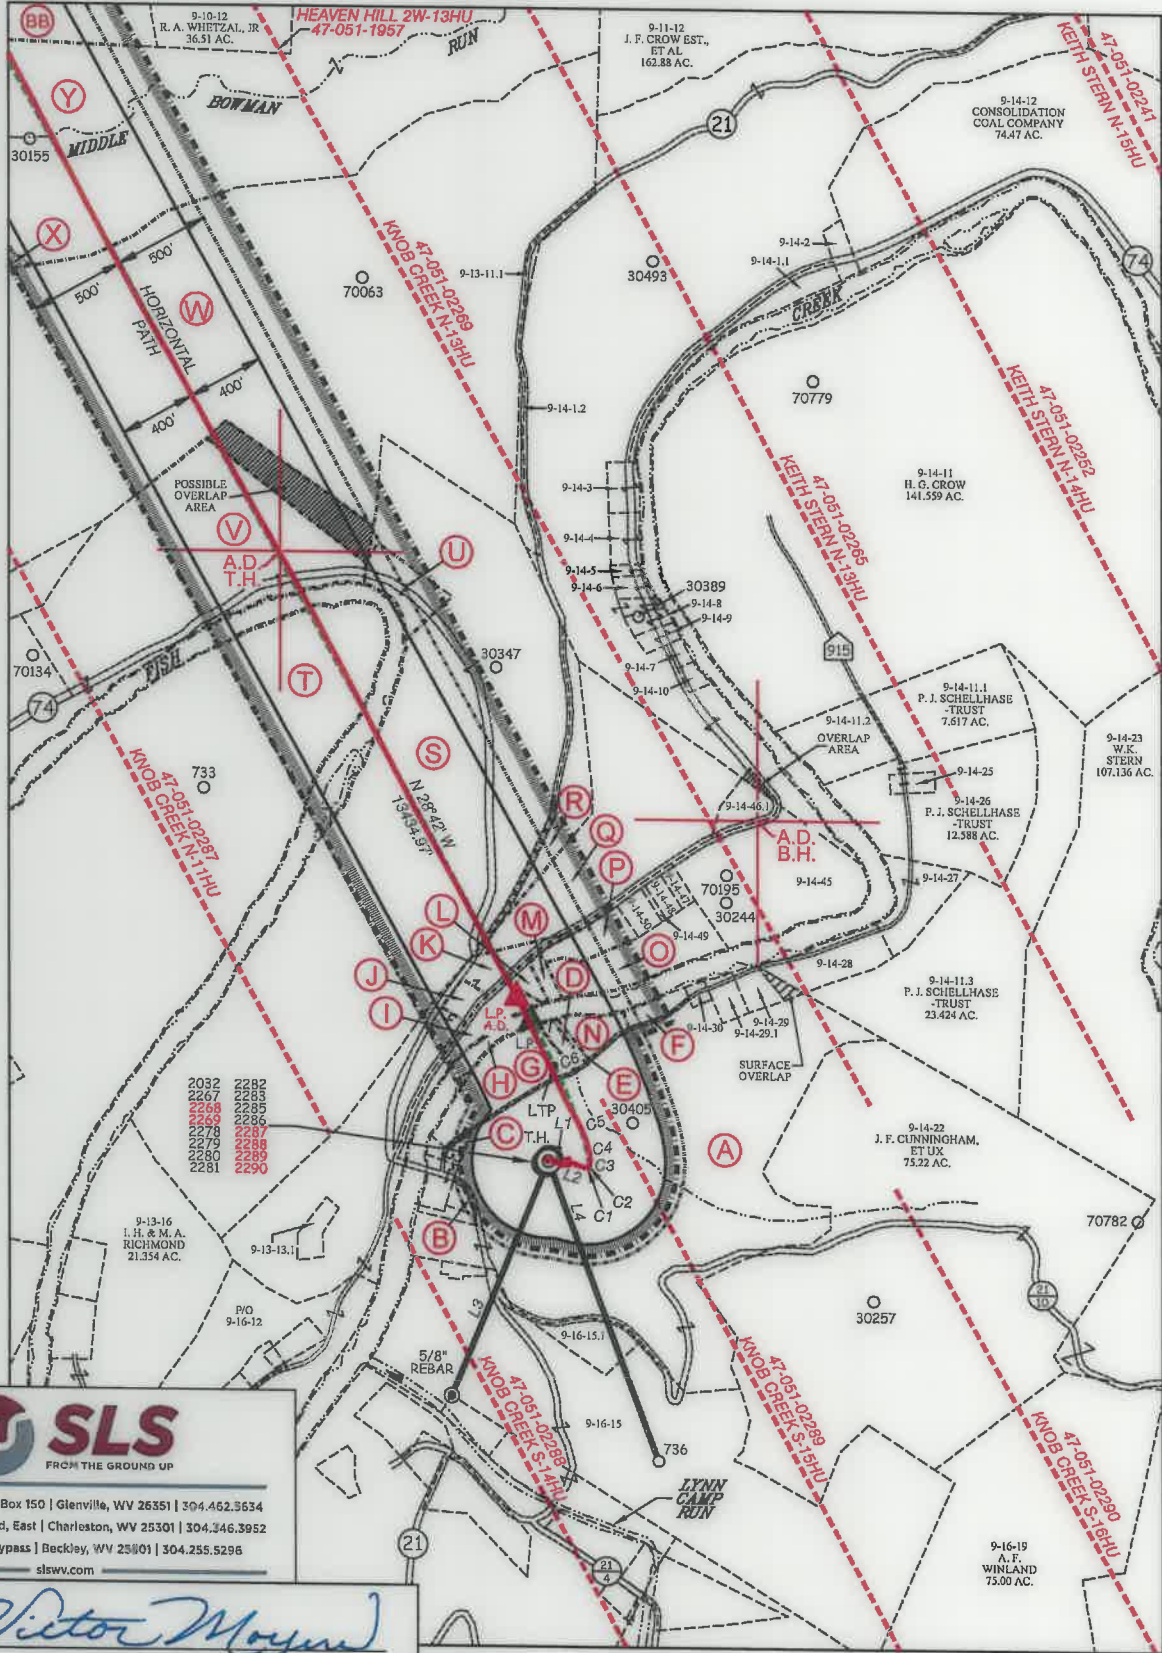 BB
9-10-12
R. A. WHETZAL, JR
36.51 AC.
HEAVEN HILL 2W-13HU
47-051-1957
RUN
9-11-12
J. F. CROW EST.,
ET AL
162.88 AC.
47-051-02241
KEITH STERN N-15HU
Y
BOWMAN
MIDDLE
30155
21
9-14-12
CONSOLIDATION
COAL COMPANY
74.47 AC.
X
500'
500'
W
HORIZONTAL
PATH
70063
47-051-02269
KNOB CREEK N-13HU
9-13-11.1
30493
9-14-2
9-14-1.1
74
CREEK
400'
400'
9-14-1.2
70779
47-051-02252
KEITH STERN N-14HU
POSSIBLE
OVERLAP
AREA
9-14-3
9-14-11
H. G. CROW
141.559 AC.
V
A.D.
T.H.
U
9-14-4
9-14-5
9-14-6
47-051-02265
KEITH STERN N-13HU
30389
9-14-8
9-14-9
70134
FISH
30347
915
74
T
9-14-7
9-14-10
9-14-11.1
P. J. SCHELLHASE
-TRUST
7.617 AC.
9-14-11.2
OVERLAP
AREA
9-14-23
W.K.
STERN
107.136 AC.
733
S
N 28°42' W
13434.97'
9-14-25
9-14-26
P. J. SCHELLHASE
-TRUST
12.588 AC.
47-051-02287
KNOB CREEK N-11HU
R
Q
P
9-14-46.1
A.D.
B.H.
70195
30244
9-14-45
9-14-27
9-14-47
9-14-48
9-14-50
9-14-49
L
K
M
O
J
D
9-14-28
I
L.P.
A.D.
L.P.
N
C6
F
9-14-30
9-14-29
9-14-29.1
9-14-11.3
P. J. SCHELLHASE
-TRUST
23.424 AC.
SURFACE
OVERLAP
G
H
E
2032 2282
2267 2283
2268 2285
2269 2286
2278 2287
2279 2288
2280 2289
2281 2290
LTP
L1
30405
C5
C
T.H.
C4
C3
L2
C2
C1
L4
A
9-14-22
J. F. CUNNINGHAM,
ET UX
75.22 AC.
B
70782
9-13-16
I. H. & M. A.
RICHMOND
21.354 AC.
9-13-13.1
21
10
P/O
9-16-12
L3
30257
9-16-15.1
5/8"
REBAR
47-051-02288
KNOB CREEK S-14HU
9-16-15
736
47-051-02289
KNOB CREEK S-15HU
47-051-02290
KNOB CREEK S-16HU
LYNN
CAMP
RUN
21
21
4
9-16-19
A. F.
WINLAND
75.00 AC.
SLS
FROM THE GROUND UP
Box 150 | Glenville, WV 26351 | 304.462.5634
d, East | Charleston, WV 25301 | 304.346.3952
ypass | Beckley, WV 25801 | 304.255.5296
slswv.com
Victor Moyers